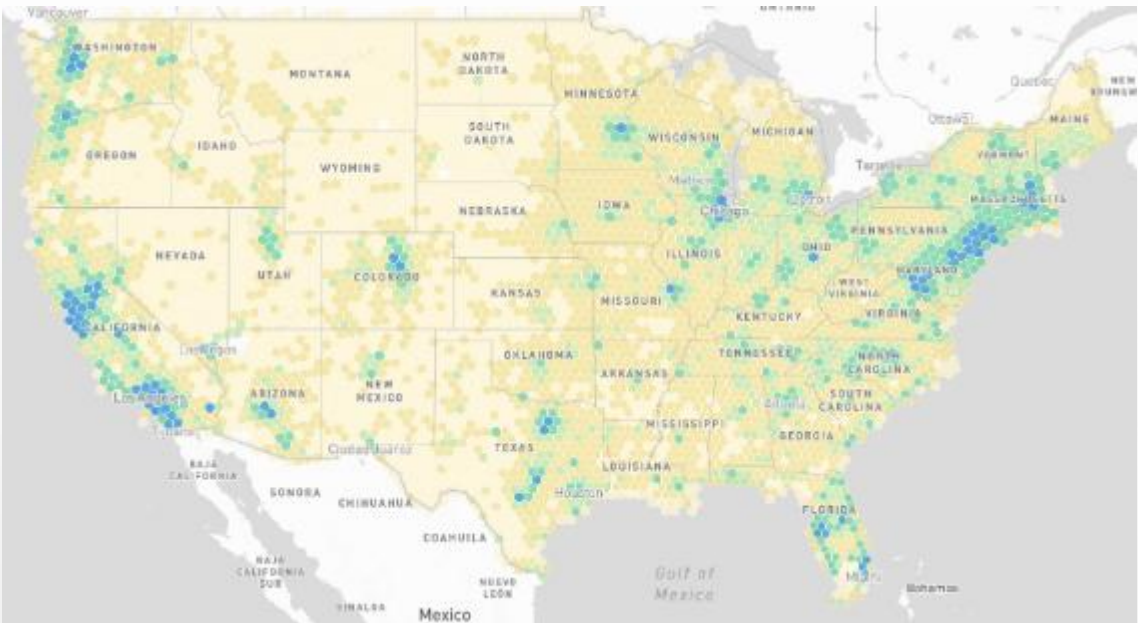 Vancouver
ONTARIO
WASHINGTON
MONTANA
NORTH
DAKOTA
MINNESOTA
Quebec
NEW
MAINE
Ottawa
SOUTH
DAKOTA
WISCONSIN
MICHIGAN
OREGON
IDAHO
WYOMING
VERMONT
Toronto
Detroit
MASSACHUSETTS
NEBRASKA
IOWA
Chicago
PENNSYLVANIA
NEVADA
UTAH
COLORADO
ILLINOIS
OHIO
MARYLAND
KANSAS
MISSOURI
WEST
VIRGINIA
VIRGINIA
KENTUCKY
CALIFORNIA
Las Vegas
OKLAHOMA
TENNESSEE
NORTH
CAROLINA
ARKANSAS
Los Angeles
ARIZONA
NEW
MEXICO
SOUTH
CAROLINA
Atlanta
Tijuana
MISSISSIPPI
GEORGIA
Ciudad Juárez
TEXAS
BAJA
CALIFORNIA
LOUISIANA
SONORA
CHIHUAHUA
Houston
FLORIDA
COAHUILA
BAJA
CALIFORNIA
SUR
NUEVO
LEÓN
Gulf of
Mexico
Miami
Bahamas
SINALOA
Mexico